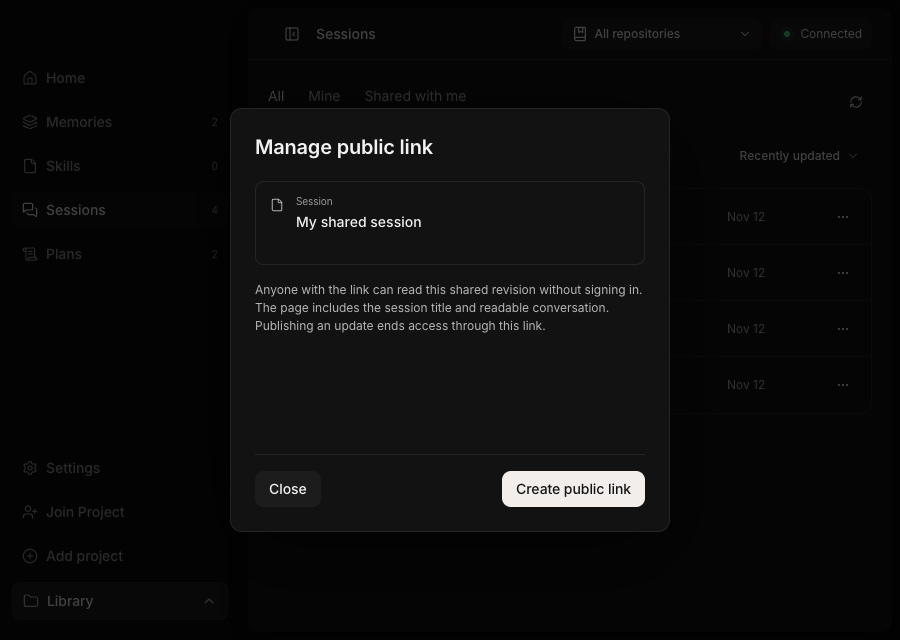 Sessions
All repositories
Connected
Home
Memories
2
Skills
0
Sessions
4
Plans
2
All
Mine
Shared with me
Recently updated
Nov 12
Nov 12
Nov 12
Nov 12
Manage public link
Session
My shared session
Anyone with the link can read this shared revision without signing in.
The page includes the session title and readable conversation.
Publishing an update ends access through this link.
Close
Create public link
Settings
Join Project
Add project
Library